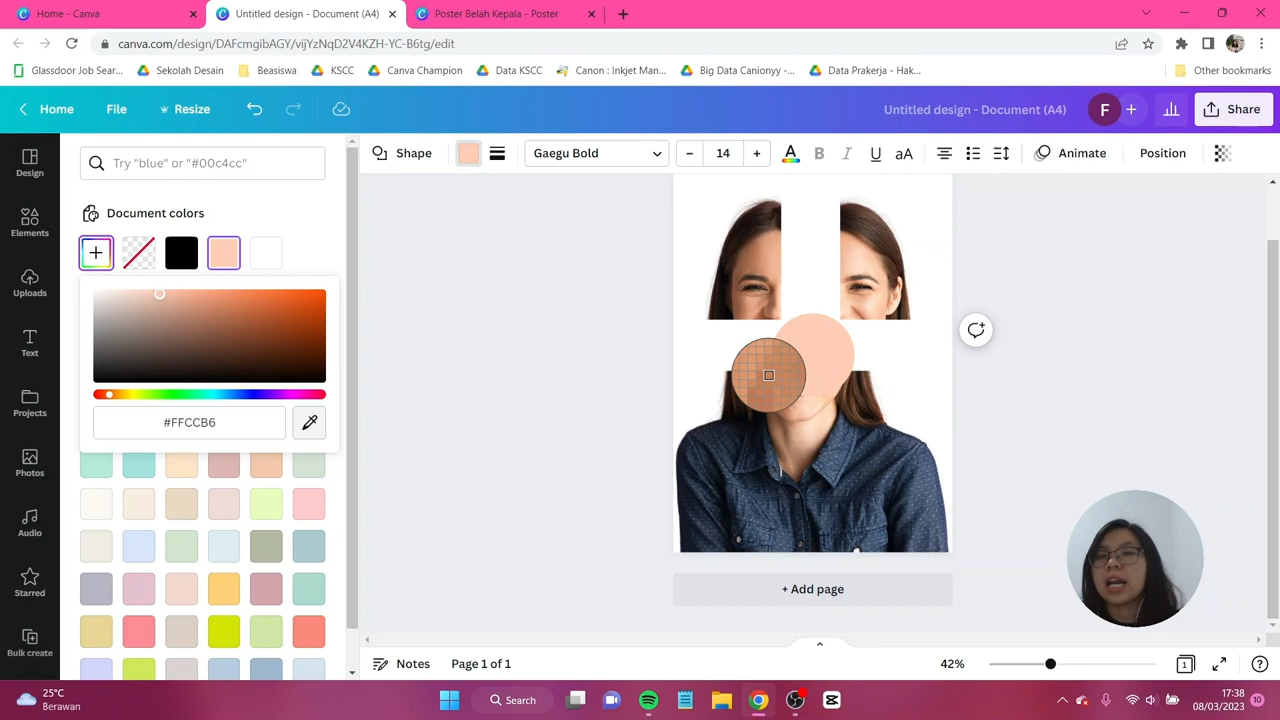 Home - Canva
Untitled design - Document (A4)
Poster Belah Kepala - Poster
canva.com/design/DAFcmgibAGY/vijYzNqD2V4KZH-YC-B6tg/edit
Glassdoor Job Sear...
Sekolah Desain
Beasiswa
KSCC
Canva Champion
Data KSCC
Canon : Inkjet Man...
Big Data Canionyy -...
Data Prakerja - Hak...
Other bookmarks
Home
File
Resize
Untitled design - Document (A4)
F
Share
Design
Elements
Uploads
Text
Projects
Photos
Audio
Starred
Bulk create
Try "blue" or "#00c4cc"
Document colors
#FFCCB6
Shape
Gaegu Bold
14
A
B
I
U
aA
Animate
Position
+ Add page
Notes
Page 1 of 1
42%
1
25°C
Berawan
Search
17:38
08/03/2023
10